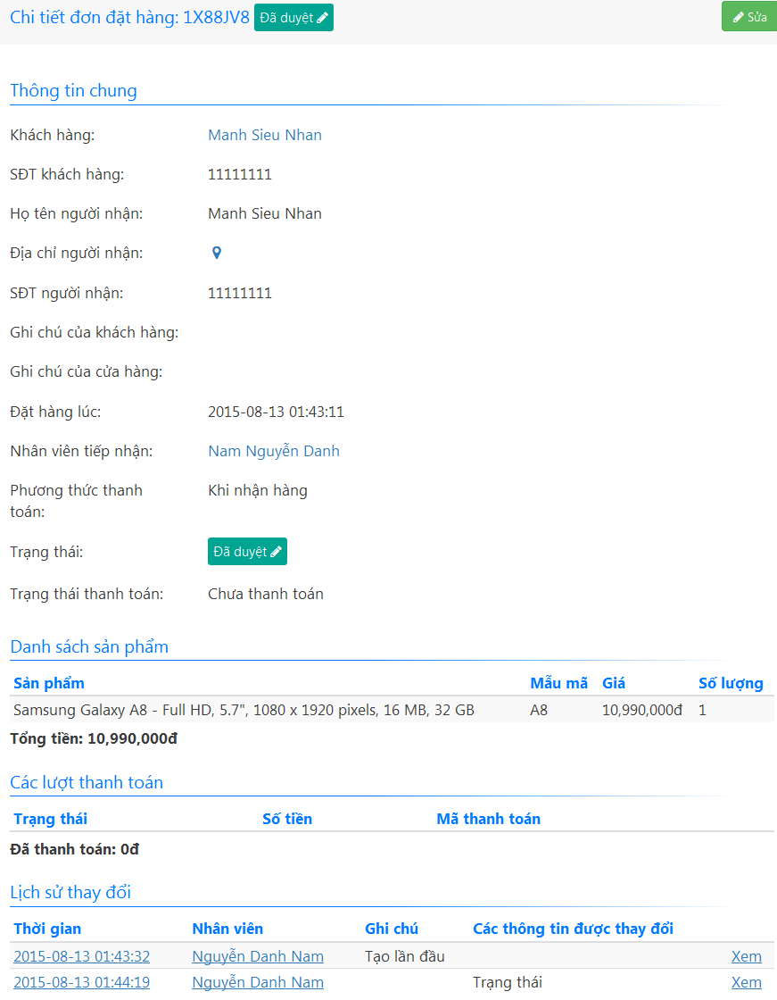 Chi tiết đơn đặt hàng: 1X88JV8 Đã duyệt Sửa
Thông tin chung
Khách hàng: Manh Sieu Nhan
SĐT khách hàng: 11111111
Họ tên người nhận: Manh Sieu Nhan
Địa chỉ người nhận:
SĐT người nhận: 11111111
Ghi chú của khách hàng:
Ghi chú của cửa hàng:
Đặt hàng lúc: 2015-08-13 01:43:11
Nhân viên tiếp nhận: Nam Nguyễn Danh
Phương thức thanh Khi nhận hàng
toán:
Trạng thái: Đã duyệt
Trạng thái thanh toán: Chưa thanh toán
Danh sách sản phẩm
Sản phẩm Mẫu mã Giá Số lượng
Samsung Galaxy A8 - Full HD, 5.7", 1080 x 1920 pixels, 16 MB, 32 GB A8 10,990,000đ 1
Tổng tiền: 10,990,000đ
Các lượt thanh toán
Trạng thái Số tiền Mã thanh toán
Đã thanh toán: 0đ
Lịch sử thay đổi
Thời gian Nhân viên Ghi chú Các thông tin được thay đổi
2015-08-13 01:43:32 Nguyễn Danh Nam Tạo lần đầu Xem
2015-08-13 01:44:19 Nguyễn Danh Nam Trạng thái Xem